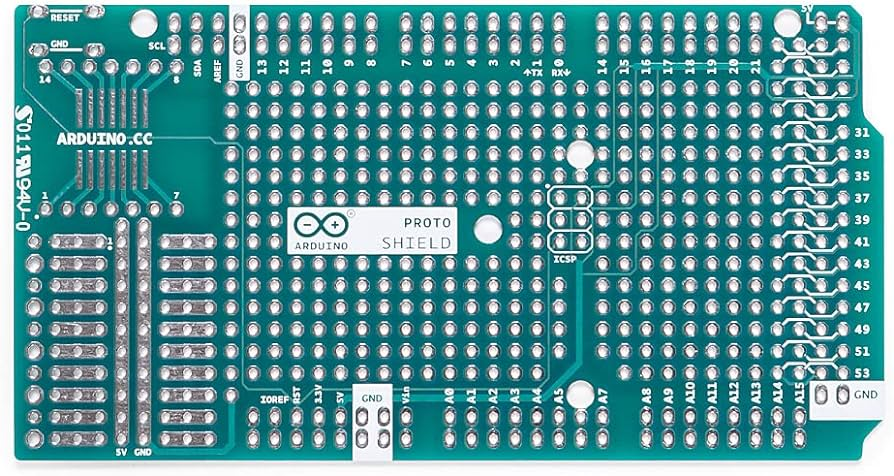 RESET
5V
GND
SCL
SDA
AREF
GND
13
12
11
10
9
8
7
6
5
4
3
2
↑TX 1
RX↓ 0
14
15
16
17
18
19
20
21
14
8
31
33
35
37
39
41
43
45
47
49
51
53
ARDUINO.CC
011
94V-0
1
7
ARDUINO
PROTO
SHIELD
ICSP
IOREF
RST
3.3V
5V
GND
Vin
A0
A1
A2
A3
A4
A5
A7
A8
A9
A10
A11
A12
A13
A14
A15
GND
5V
GND